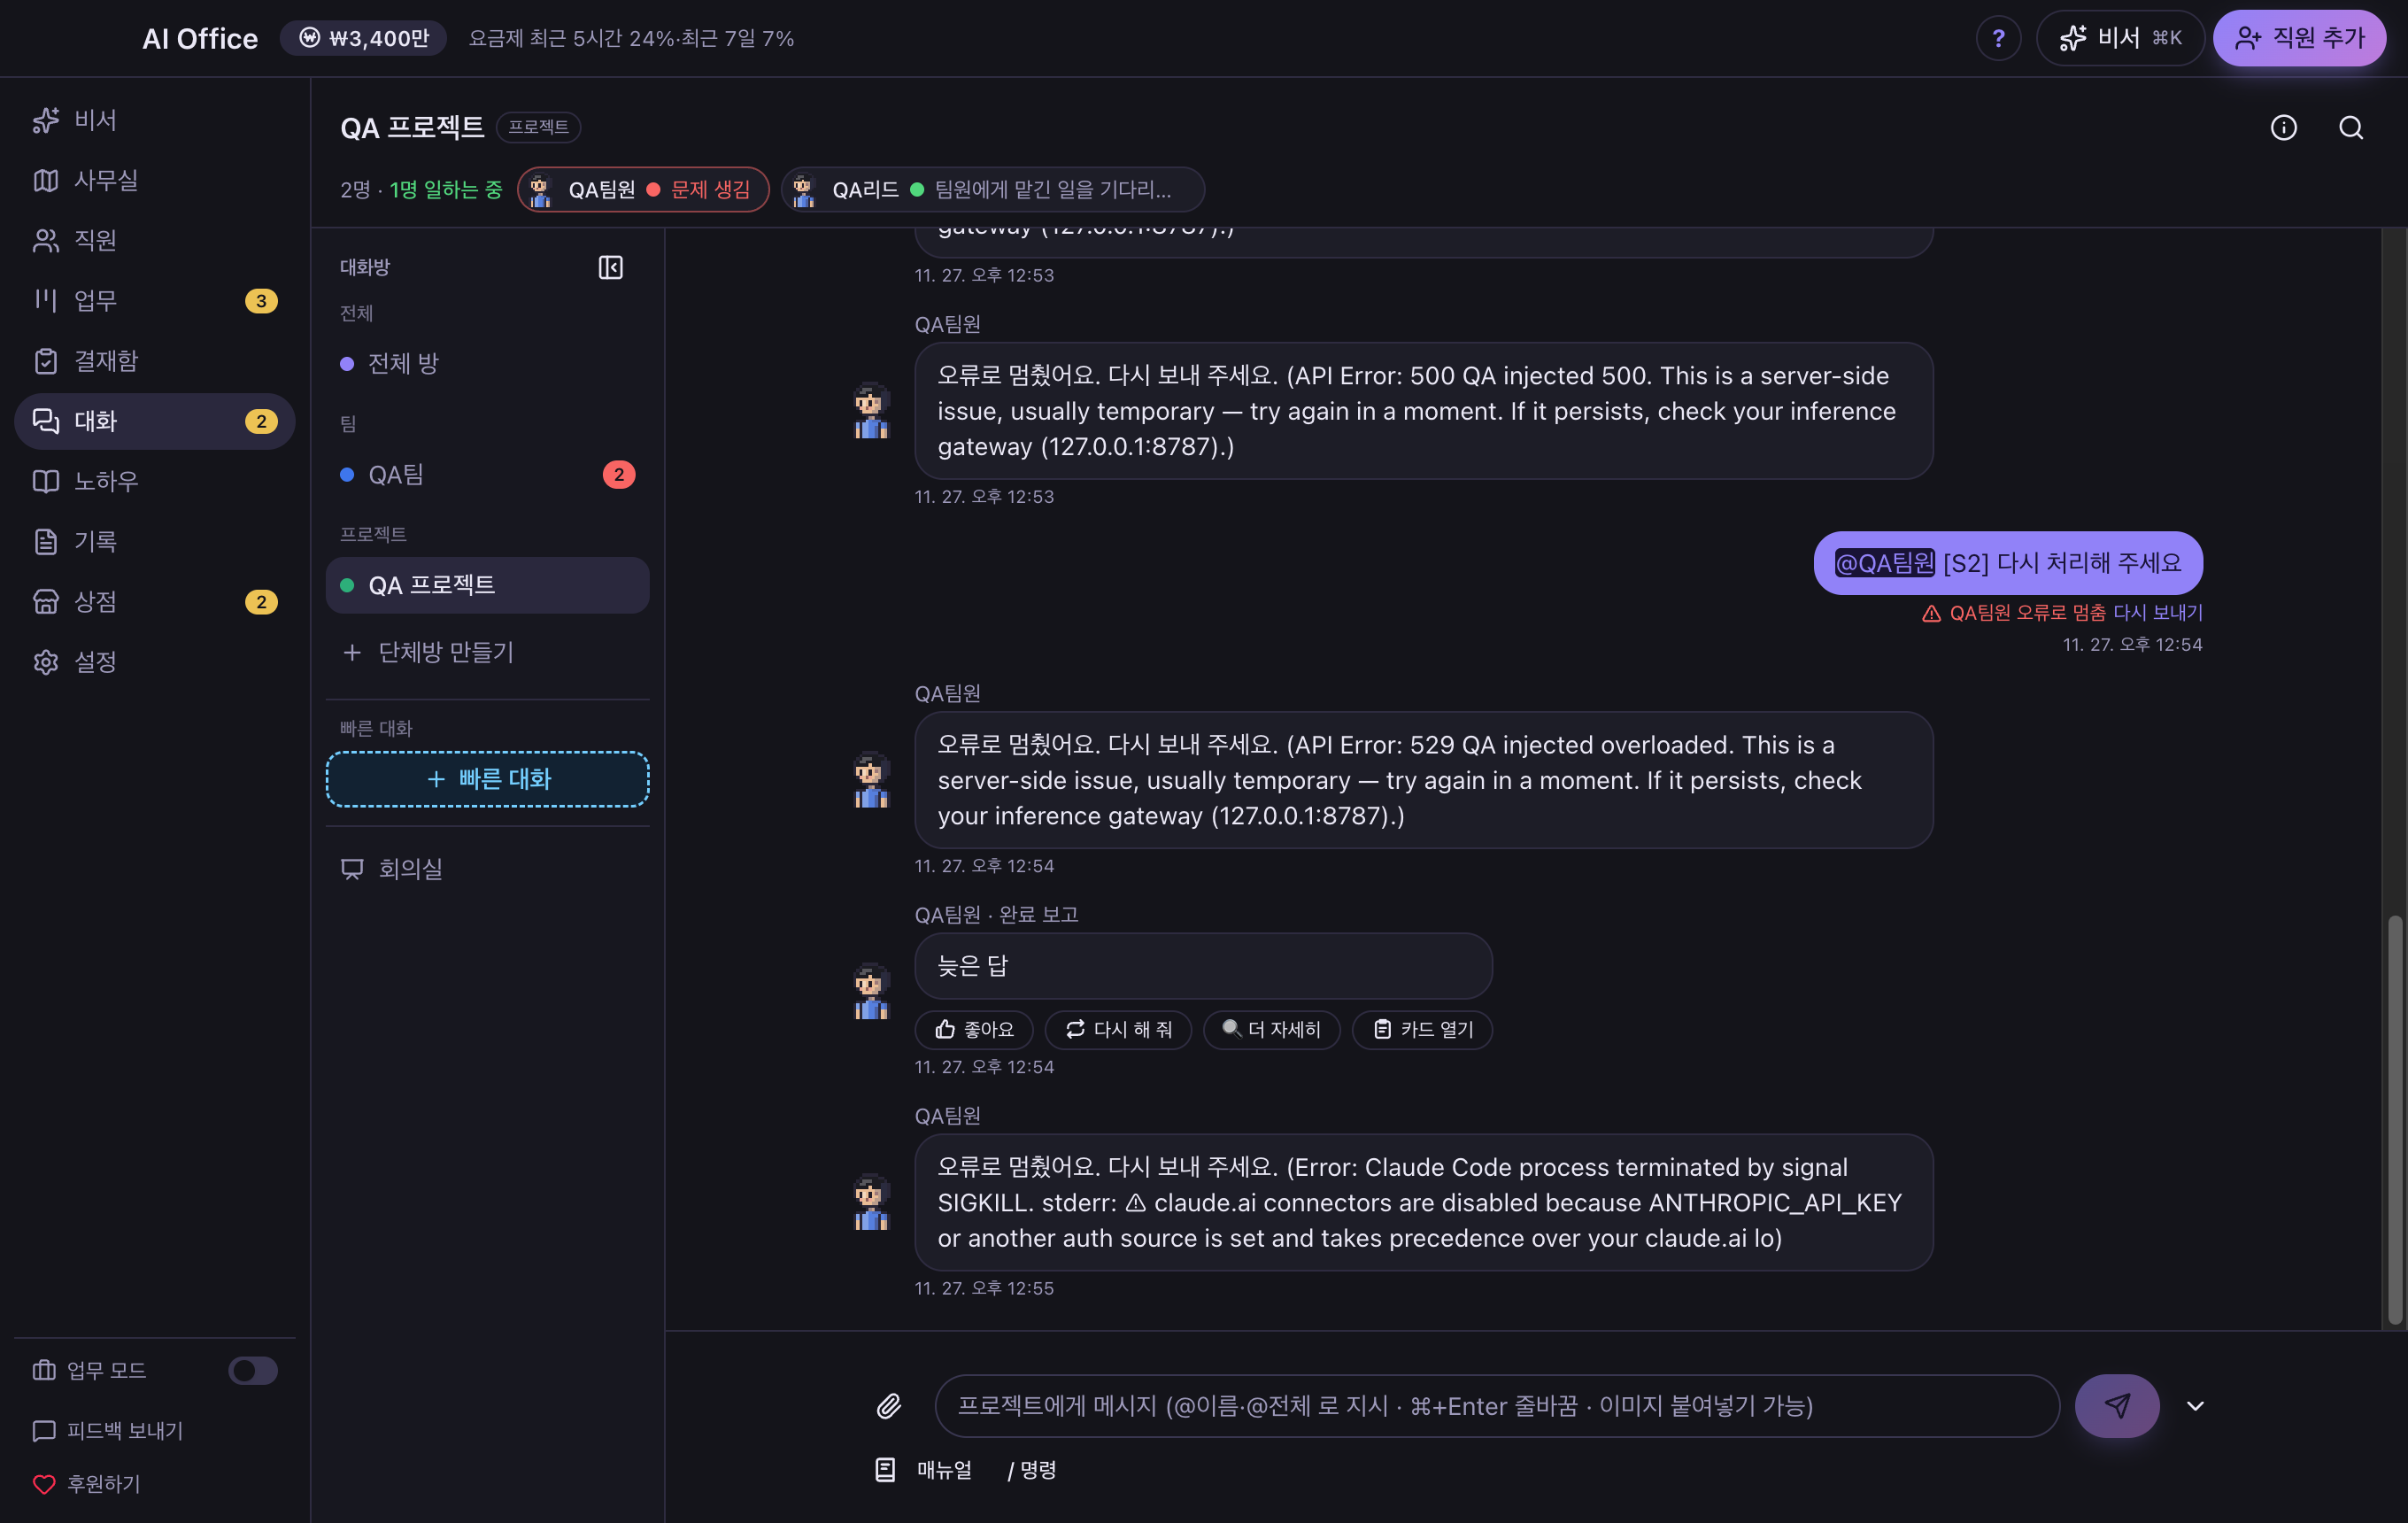 AI Office
₩3,400만
요금제 최근 5시간 24%·최근 7일 7%
?
비서 ⌘K
직원 추가
비서
사무실
직원
업무 3
결재함
대화 2
노하우
기록
상점 2
설정
업무 모드
피드백 보내기
후원하기
QA 프로젝트 프로젝트
2명 · 1명 일하는 중
QA팀원 문제 생김
QA리드 팀원에게 맡긴 일을 기다리...
대화방
전체
전체 방
팀
QA팀 2
프로젝트
QA 프로젝트
+ 단체방 만들기
빠른 대화
+ 빠른 대화
회의실
gateway (127.0.0.1:8787).)
11. 27. 오후 12:53
QA팀원
오류로 멈췄어요. 다시 보내 주세요. (API Error: 500 QA injected 500. This is a server-side
issue, usually temporary — try again in a moment. If it persists, check your inference
gateway (127.0.0.1:8787).)
11. 27. 오후 12:53
@QA팀원 [S2] 다시 처리해 주세요
QA팀원 오류로 멈춤 다시 보내기
11. 27. 오후 12:54
QA팀원
오류로 멈췄어요. 다시 보내 주세요. (API Error: 529 QA injected overloaded. This is a
server-side issue, usually temporary — try again in a moment. If it persists, check
your inference gateway (127.0.0.1:8787).)
11. 27. 오후 12:54
QA팀원 · 완료 보고
늦은 답
좋아요
다시 해 줘
더 자세히
카드 열기
11. 27. 오후 12:54
QA팀원
오류로 멈췄어요. 다시 보내 주세요. (Error: Claude Code process terminated by signal
SIGKILL. stderr: ⚠ claude.ai connectors are disabled because ANTHROPIC_API_KEY
or another auth source is set and takes precedence over your claude.ai lo)
11. 27. 오후 12:55
프로젝트에게 메시지 (@이름·@전체 로 지시 · ⌘+Enter 줄바꿈 · 이미지 붙여넣기 가능)
매뉴얼
/ 명령